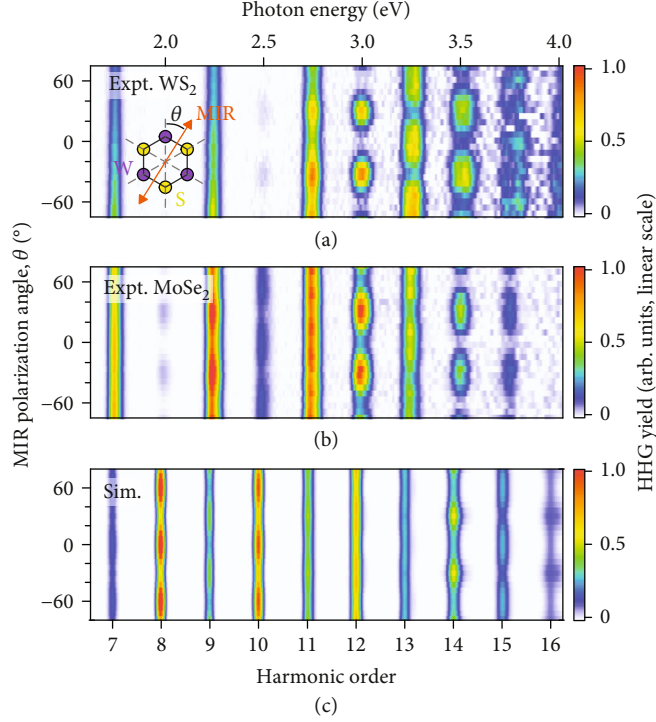 Photon energy (eV)
2.0 2.5 3.0 3.5 4.0
Expt. WS2
θ
MIR
W
S
60
0
−60
1.0
0.5
0
(a)
Expt. MoSe2
60
0
−60
1.0
0.5
0
(b)
Sim.
60
0
−60
1.0
0.5
0
7 8 9 10 11 12 13 14 15 16
Harmonic order
(c)
MIR polarization angle, θ (°)
HHG yield (arb. units, linear scale)